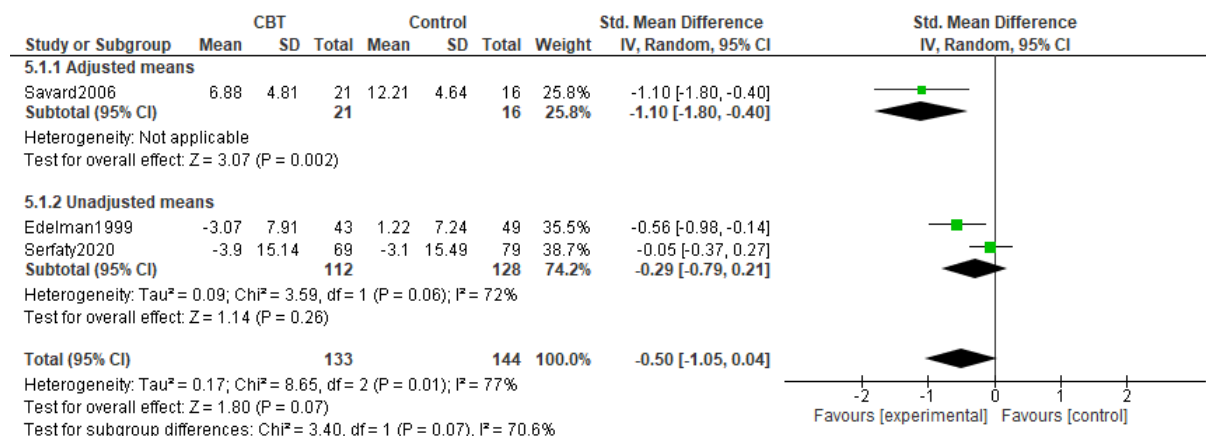 CBT Control Std. Mean Difference Std. Mean Difference
Study or Subgroup Mean SD Total Mean SD Total Weight IV, Random, 95% CI IV, Random, 95% CI
5.1.1 Adjusted means
Savard2006 6.88 4.81 21 12.21 4.64 16 25.8% -1.10 [-1.80, -0.40]
Subtotal (95% CI) 21 16 25.8% -1.10 [-1.80, -0.40]
Heterogeneity: Not applicable
Test for overall effect: Z = 3.07 (P = 0.002)
5.1.2 Unadjusted means
Edelman1999 -3.07 7.91 43 1.22 7.24 49 35.5% -0.56 [-0.98, -0.14]
Serfaty2020 -3.9 15.14 69 -3.1 15.49 79 38.7% -0.05 [-0.37, 0.27]
Subtotal (95% CI) 112 128 74.2% -0.29 [-0.79, 0.21]
Heterogeneity: Tau² = 0.09; Chi² = 3.59, df = 1 (P = 0.06); I² = 72%
Test for overall effect: Z = 1.14 (P = 0.26)
Total (95% CI) 133 144 100.0% -0.50 [-1.05, 0.04]
Heterogeneity: Tau² = 0.17; Chi² = 8.65, df = 2 (P = 0.01); I² = 77%
Test for overall effect: Z = 1.80 (P = 0.07)
Test for subgroup differences: Chi² = 3.40, df = 1 (P = 0.07), I² = 70.6%
-2 -1 0 1 2
Favours [experimental] Favours [control]